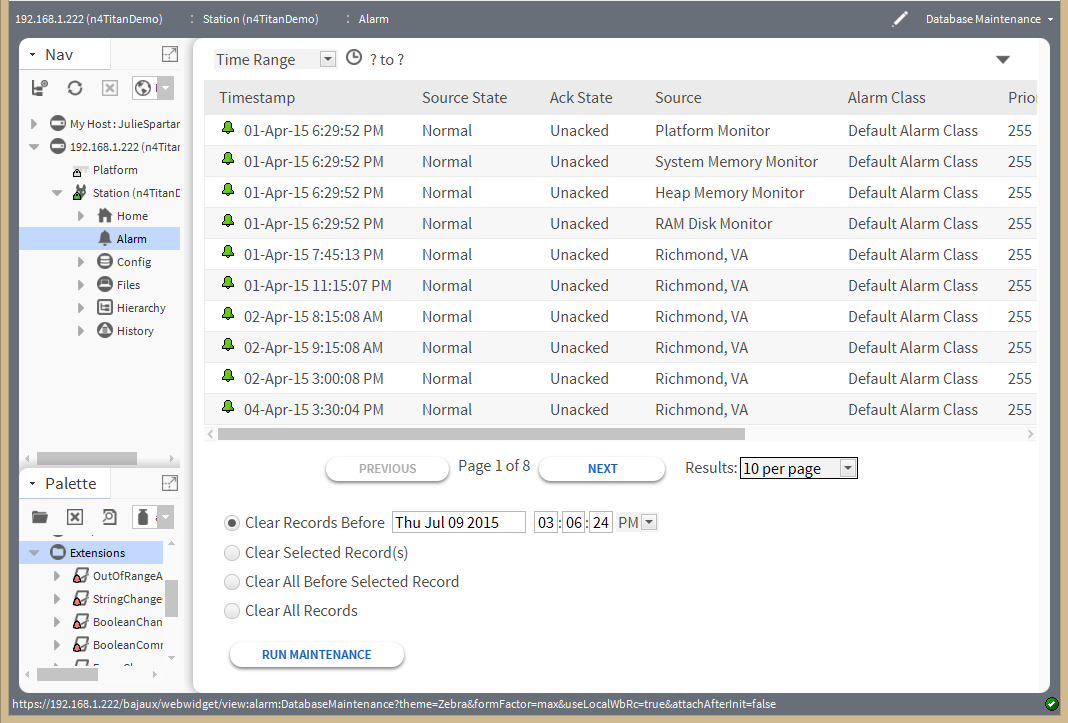 192.168.1.222 (n4TitanDemo) : Station (n4TitanDemo) : Alarm Database Maintenance
Nav
My Host : JulieSpartan
192.168.1.222 (n4Titan
Platform
Station (n4TitanD
Home
Alarm
Config
Files
Hierarchy
History
Palette
Extensions
OutOfRangeA
StringChange
BooleanChan
BooleanComm
Time Range ? to ?
Timestamp Source State Ack State Source Alarm Class Prior
01-Apr-15 6:29:52 PM Normal Unacked Platform Monitor Default Alarm Class 255
01-Apr-15 6:29:52 PM Normal Unacked System Memory Monitor Default Alarm Class 255
01-Apr-15 6:29:52 PM Normal Unacked Heap Memory Monitor Default Alarm Class 255
01-Apr-15 6:29:52 PM Normal Unacked RAM Disk Monitor Default Alarm Class 255
01-Apr-15 7:45:13 PM Normal Unacked Richmond, VA Default Alarm Class 255
01-Apr-15 11:15:07 PM Normal Unacked Richmond, VA Default Alarm Class 255
02-Apr-15 8:15:08 AM Normal Unacked Richmond, VA Default Alarm Class 255
02-Apr-15 9:15:08 AM Normal Unacked Richmond, VA Default Alarm Class 255
02-Apr-15 3:00:08 PM Normal Unacked Richmond, VA Default Alarm Class 255
04-Apr-15 3:30:04 PM Normal Unacked Richmond, VA Default Alarm Class 255
PREVIOUS Page 1 of 8 NEXT Results: 10 per page
Clear Records Before Thu Jul 09 2015 03 : 06 : 24 PM
Clear Selected Record(s)
Clear All Before Selected Record
Clear All Records
RUN MAINTENANCE
https://192.168.1.222/bajaux/webwidget/view:alarm:DatabaseMaintenance?theme=Zebra&formFactor=max&useLocalWbRc=true&attachAfterInit=false